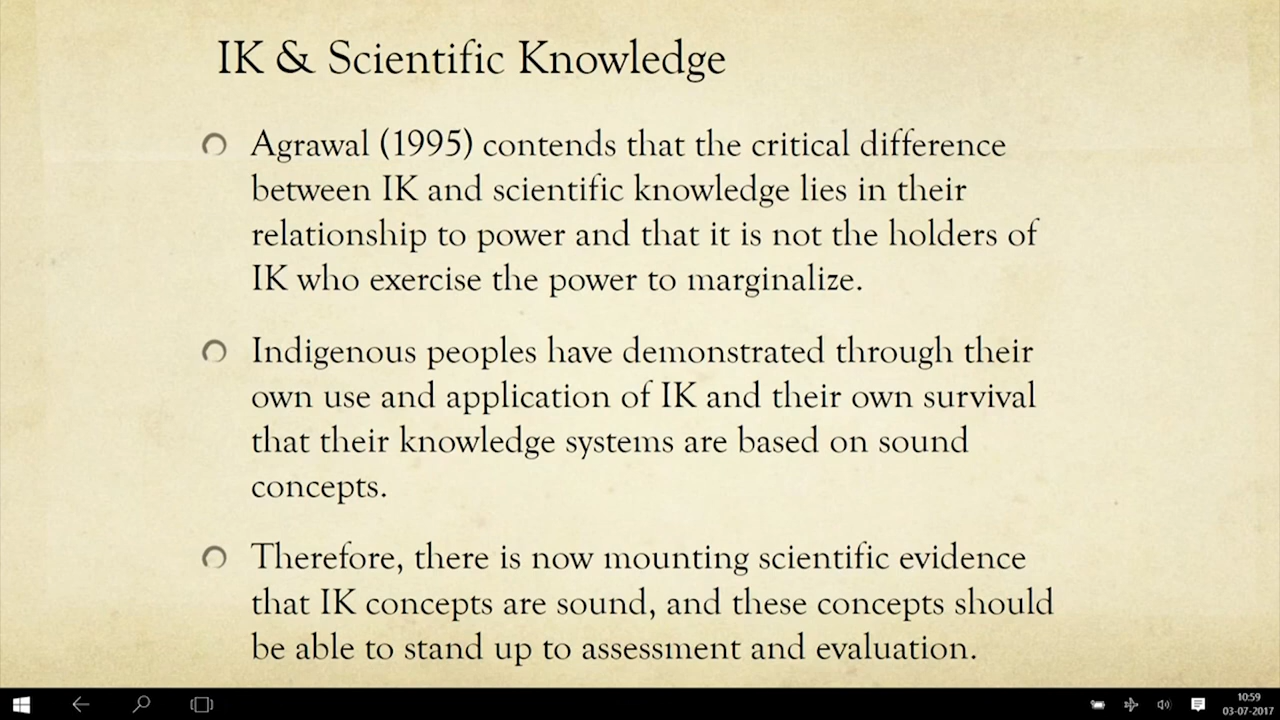 IK & Scientific Knowledge
Agrawal (1995) contends that the critical difference
between IK and scientific knowledge lies in their
relationship to power and that it is not the holders of
IK who exercise the power to marginalize.
Indigenous peoples have demonstrated through their
own use and application of IK and their own survival
that their knowledge systems are based on sound
concepts.
Therefore, there is now mounting scientific evidence
that IK concepts are sound, and these concepts should
be able to stand up to assessment and evaluation.
10:59
03-07-2017